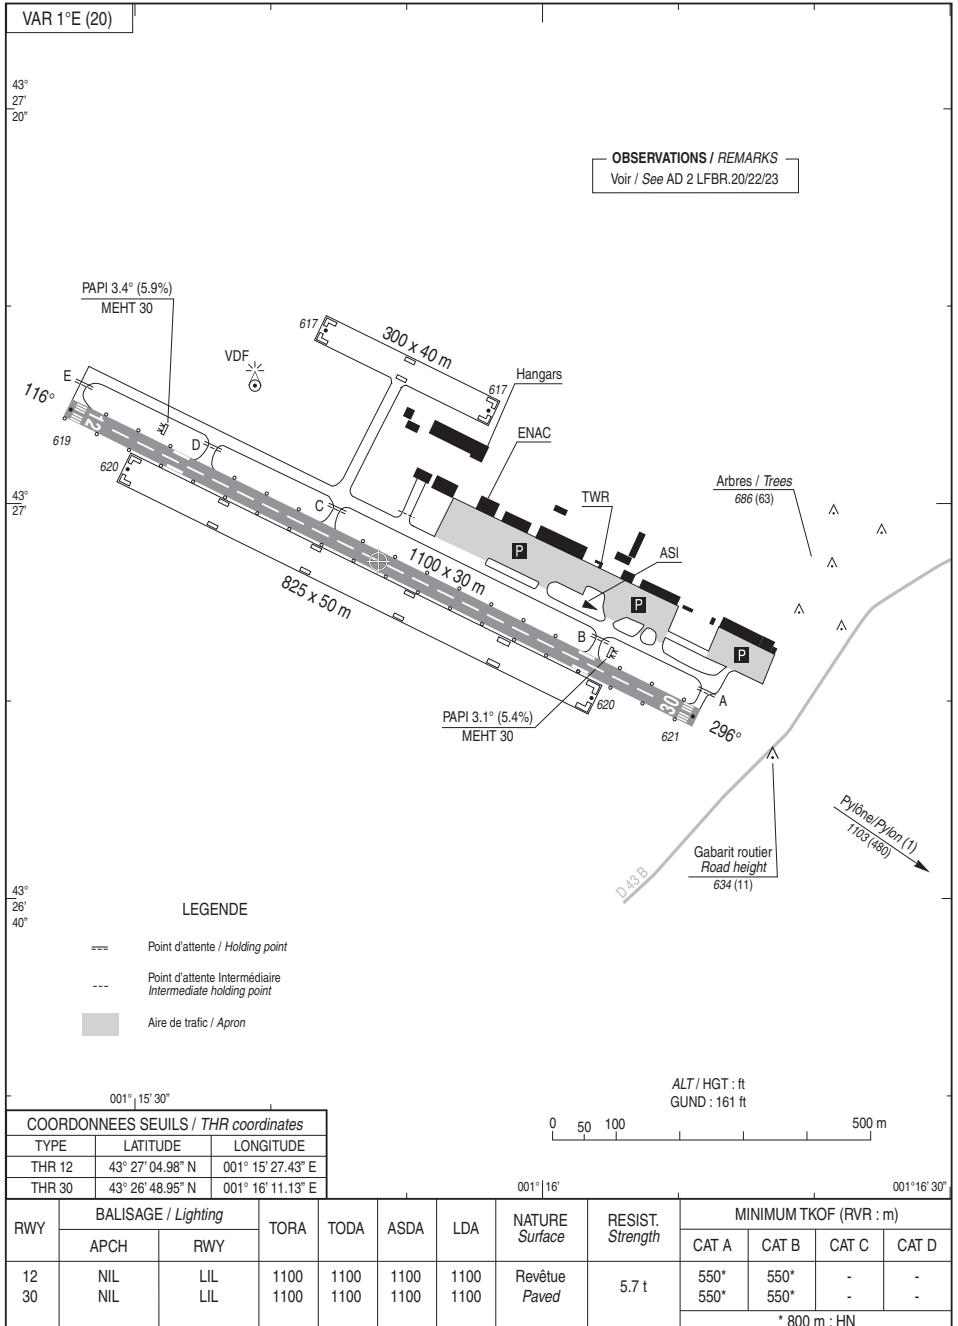 VAR 1°E (20)
43°
27'
20"
OBSERVATIONS / REMARKS
Voir / See AD 2 LFBR.20/22/23
PAPI 3.4° (5.9%)
MEHT 30
617
300 x 40 m
VDF
617
Hangars
E
116°
12
619
D
ENAC
620
43°
27'
C
TWR
Arbres / Trees
686 (63)
P
1100 x 30 m
ASI
825 x 50 m
P
B
P
PAPI 3.1° (5.4%)
MEHT 30
620
30
A
621
296°
Pylône/Pylon (1)
1103 (480)
Gabarit routier
Road height
634 (11)
D 43 B
43°
26'
40"
LEGENDE
Point d'attente / Holding point
Point d'attente Intermédiaire
Intermediate holding point
Aire de trafic / Apron
ALT / HGT : ft
GUND : 161 ft
001° 15' 30"
0 50 100 500 m
COORDONNEES SEUILS / THR coordinates
TYPE LATITUDE LONGITUDE
THR 12 43° 27' 04.98" N 001° 15' 27.43" E
THR 30 43° 26' 48.95" N 001° 16' 11.13" E
001° 16'
001°16' 30"
RWY BALISAGE / Lighting TORA TODA ASDA LDA NATURE RESIST. MINIMUM TKOF (RVR : m)
Surface Strength
APCH RWY CAT A CAT B CAT C CAT D
12 NIL LIL 1100 1100 1100 1100 Revêtue 5.7 t 550* 550* - -
30 NIL LIL 1100 1100 1100 1100 Paved 550* 550* - -
* 800 m : HN